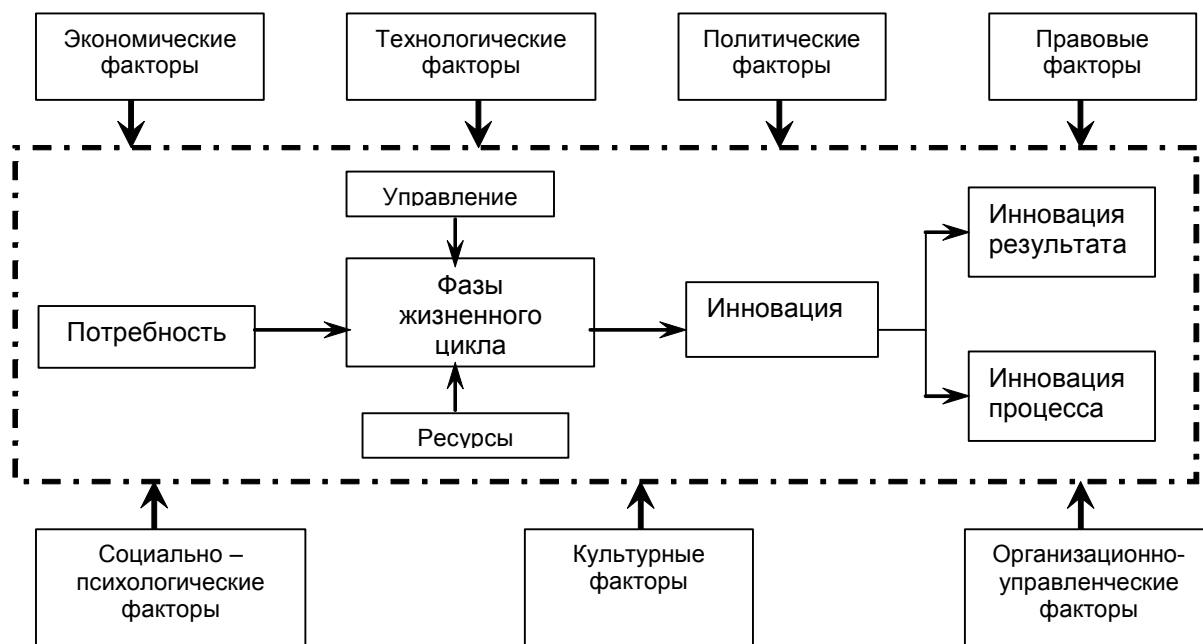 Экономические
факторы
Технологические
факторы
Политические
факторы
Правовые
факторы
Управление
Фазы
жизненного
цикла
Потребность
Ресурсы
Инновация
Инновация
результата
Инновация
процесса
Социально –
психологические
факторы
Культурные
факторы
Организационно-
управленческие
факторы